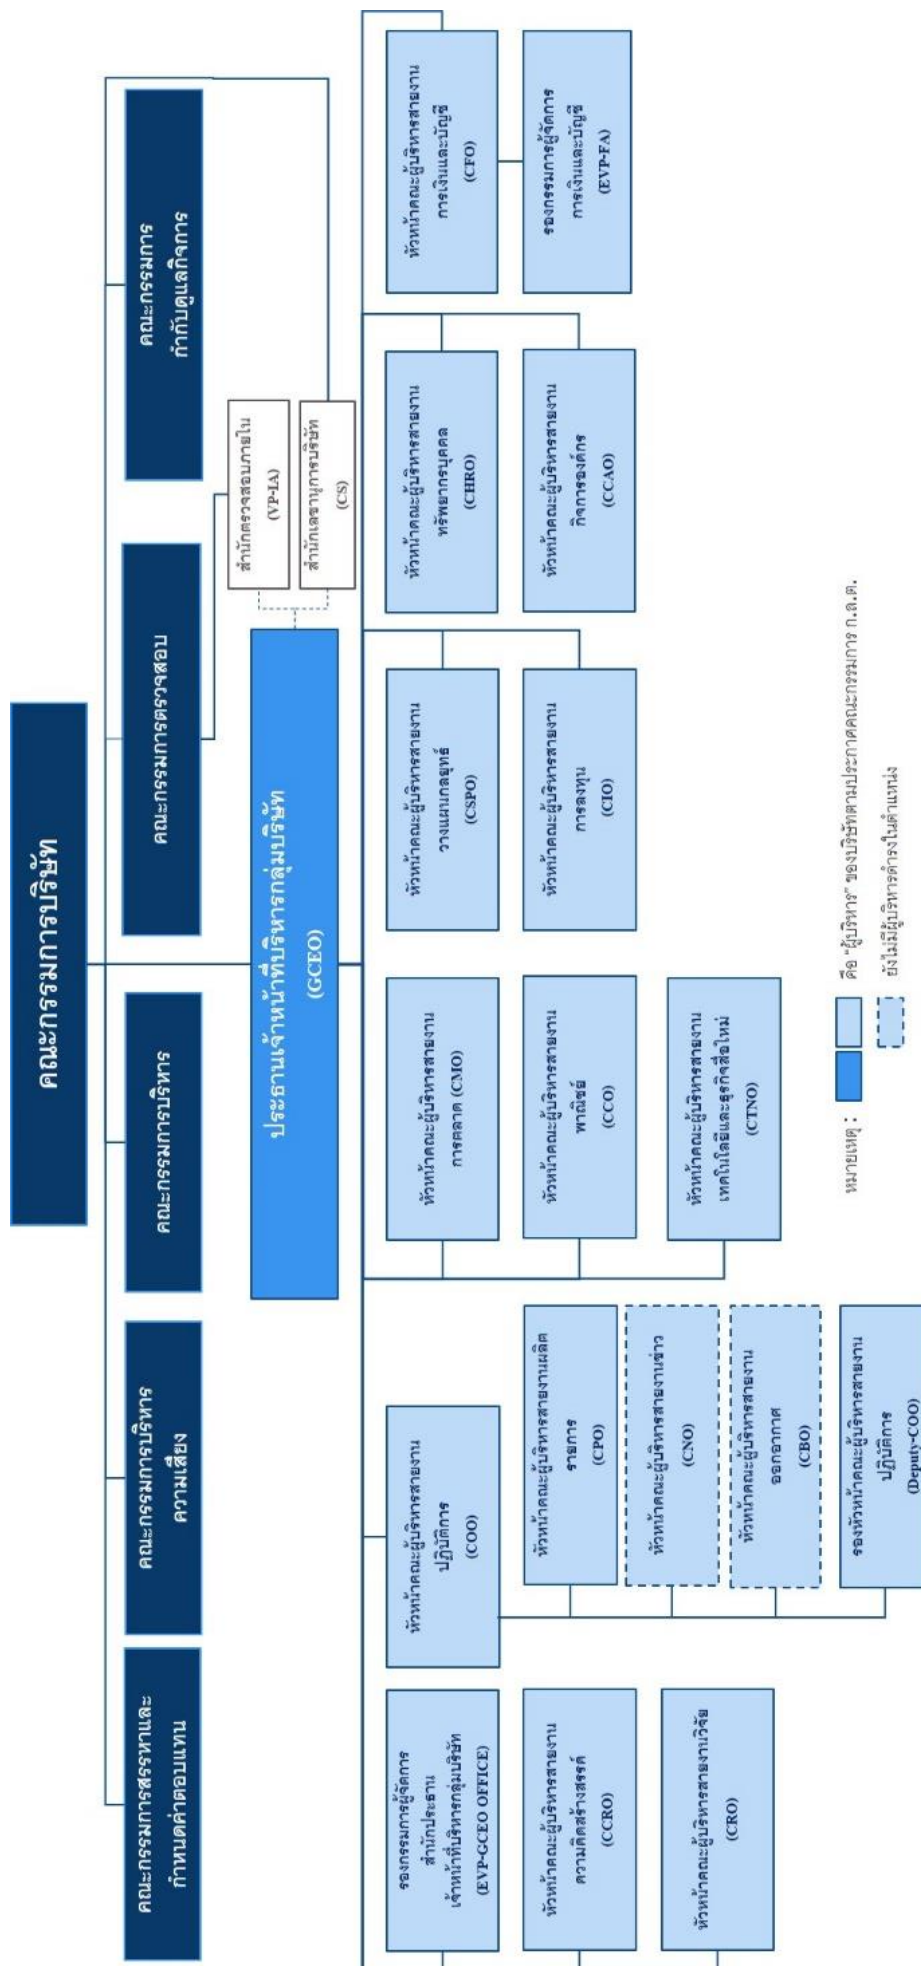 คณะกรรมการบริษัท
คณะกรรมการสรรหาและ
กำหนดค่าตอบแทน
คณะกรรมการบริหาร
ความเสี่ยง
คณะกรรมการบริหาร
คณะกรรมการตรวจสอบ
คณะกรรมการ
กำกับดูแลกิจการ
สำนักตรวจสอบภายใน
(VP-IA)
สำนักเลขานุการบริษัท
(CS)
ประธานเจ้าหน้าที่บริหารกลุ่มบริษัท
(GCEO)
รองกรรมการผู้จัดการ
สำนักประธาน
เจ้าหน้าที่บริหารกลุ่มบริษัท
(EVP-GCEO OFFICE)
หัวหน้าคณะผู้บริหารสายงาน
ความคิดสร้างสรรค์
(CCRO)
หัวหน้าคณะผู้บริหารสายงานวิจัย
(CRO)
หัวหน้าคณะผู้บริหารสายงาน
ปฏิบัติการ
(COO)
หัวหน้าคณะผู้บริหารสายงานผลิต
รายการ
(CPO)
หัวหน้าคณะผู้บริหารสายงานข่าว
(CNO)
หัวหน้าคณะผู้บริหารสายงาน
ออกอากาศ
(CBO)
รองหัวหน้าคณะผู้บริหารสายงาน
ปฏิบัติการ
(Deputy-COO)
หัวหน้าคณะผู้บริหารสายงาน
การตลาด (CMO)
หัวหน้าคณะผู้บริหารสายงาน
พาณิชย์
(CCO)
หัวหน้าคณะผู้บริหารสายงาน
เทคโนโลยีและธุรกิจสื่อใหม่
(CTNO)
หัวหน้าคณะผู้บริหารสายงาน
วางแผนกลยุทธ์
(CSPO)
หัวหน้าคณะผู้บริหารสายงาน
การลงทุน
(CIO)
หัวหน้าคณะผู้บริหารสายงาน
ทรัพยากรบุคคล
(CHRO)
หัวหน้าคณะผู้บริหารสายงาน
กิจการองค์กร
(CCAO)
หัวหน้าคณะผู้บริหารสายงาน
การเงินและบัญชี
(CFO)
รองกรรมการผู้จัดการ
การเงินและบัญชี
(EVP-FA)
หมายเหตุ : คือ "ผู้บริหาร" ของบริษัทตามประกาศคณะกรรมการ ก.ล.ต.
ยังไม่มีผู้บริหารดำรงในตำแหน่ง